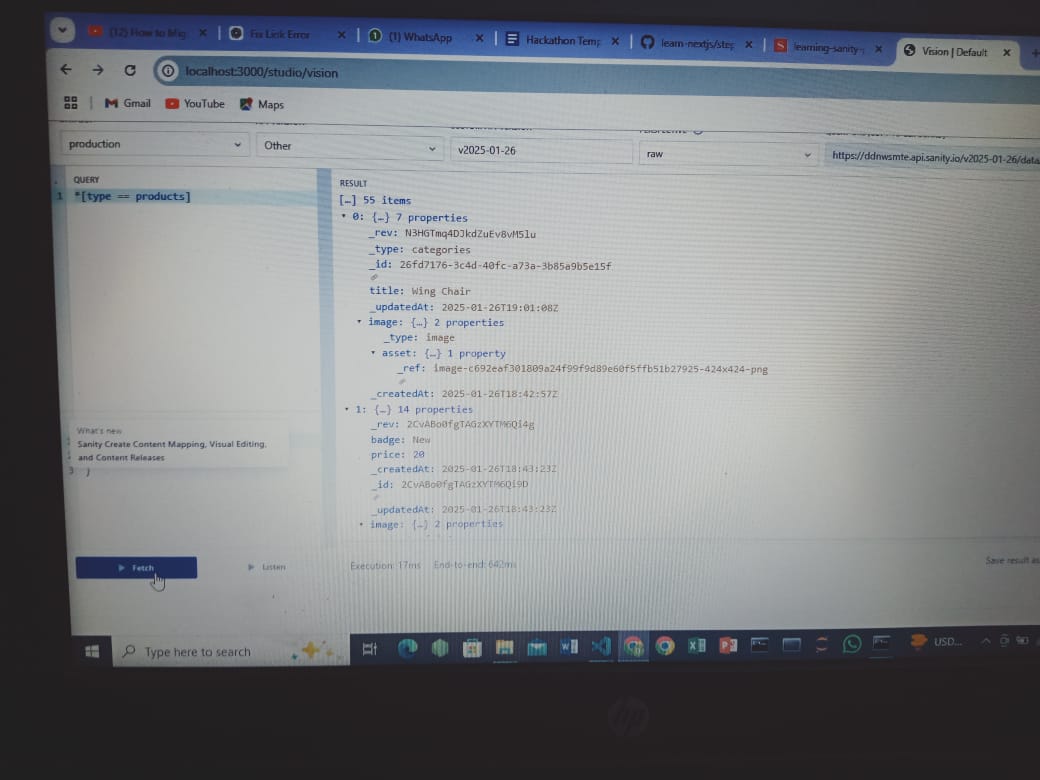 (12) How to Mig
Fix Link Error
(1) WhatsApp
Hackathon Temp
learn-nextjs/step
learning-sanity-
Vision | Default
localhost:3000/studio/vision
Gmail
YouTube
Maps
production
Other
v2025-01-26
raw
https://ddnwsmte.api.sanity.io/v2025-01-26/data
QUERY
1 *[type == products]
RESULT
[…] 55 items
0: {…} 7 properties
_rev: N3HGTmq4DJkdZuEv8vM5lu
_type: categories
_id: 26fd7176-3c4d-40fc-a73a-3b85a9b5e15f
title: Wing Chair
_updatedAt: 2025-01-26T19:01:08Z
image: {…} 2 properties
_type: image
asset: {…} 1 property
_ref: image-c692eaf301809a24f99f9d89e60f5ffb51b27925-424x424-png
_createdAt: 2025-01-26T18:42:57Z
1: {…} 14 properties
_rev: 2CvABo0fgTAGzXYTM6Qi4g
badge: New
price: 20
_createdAt: 2025-01-26T18:43:23Z
_id: 2CvABo0fgTAGzXYTM6Qi9D
_updatedAt: 2025-01-26T18:43:23Z
image: {…} 2 properties
What's new
Sanity Create Content Mapping, Visual Editing,
and Content Releases
3 }
Fetch
Listen
Execution: 17ms
End-to-end: 642ms
Save result as
Type here to search
USD...
hp